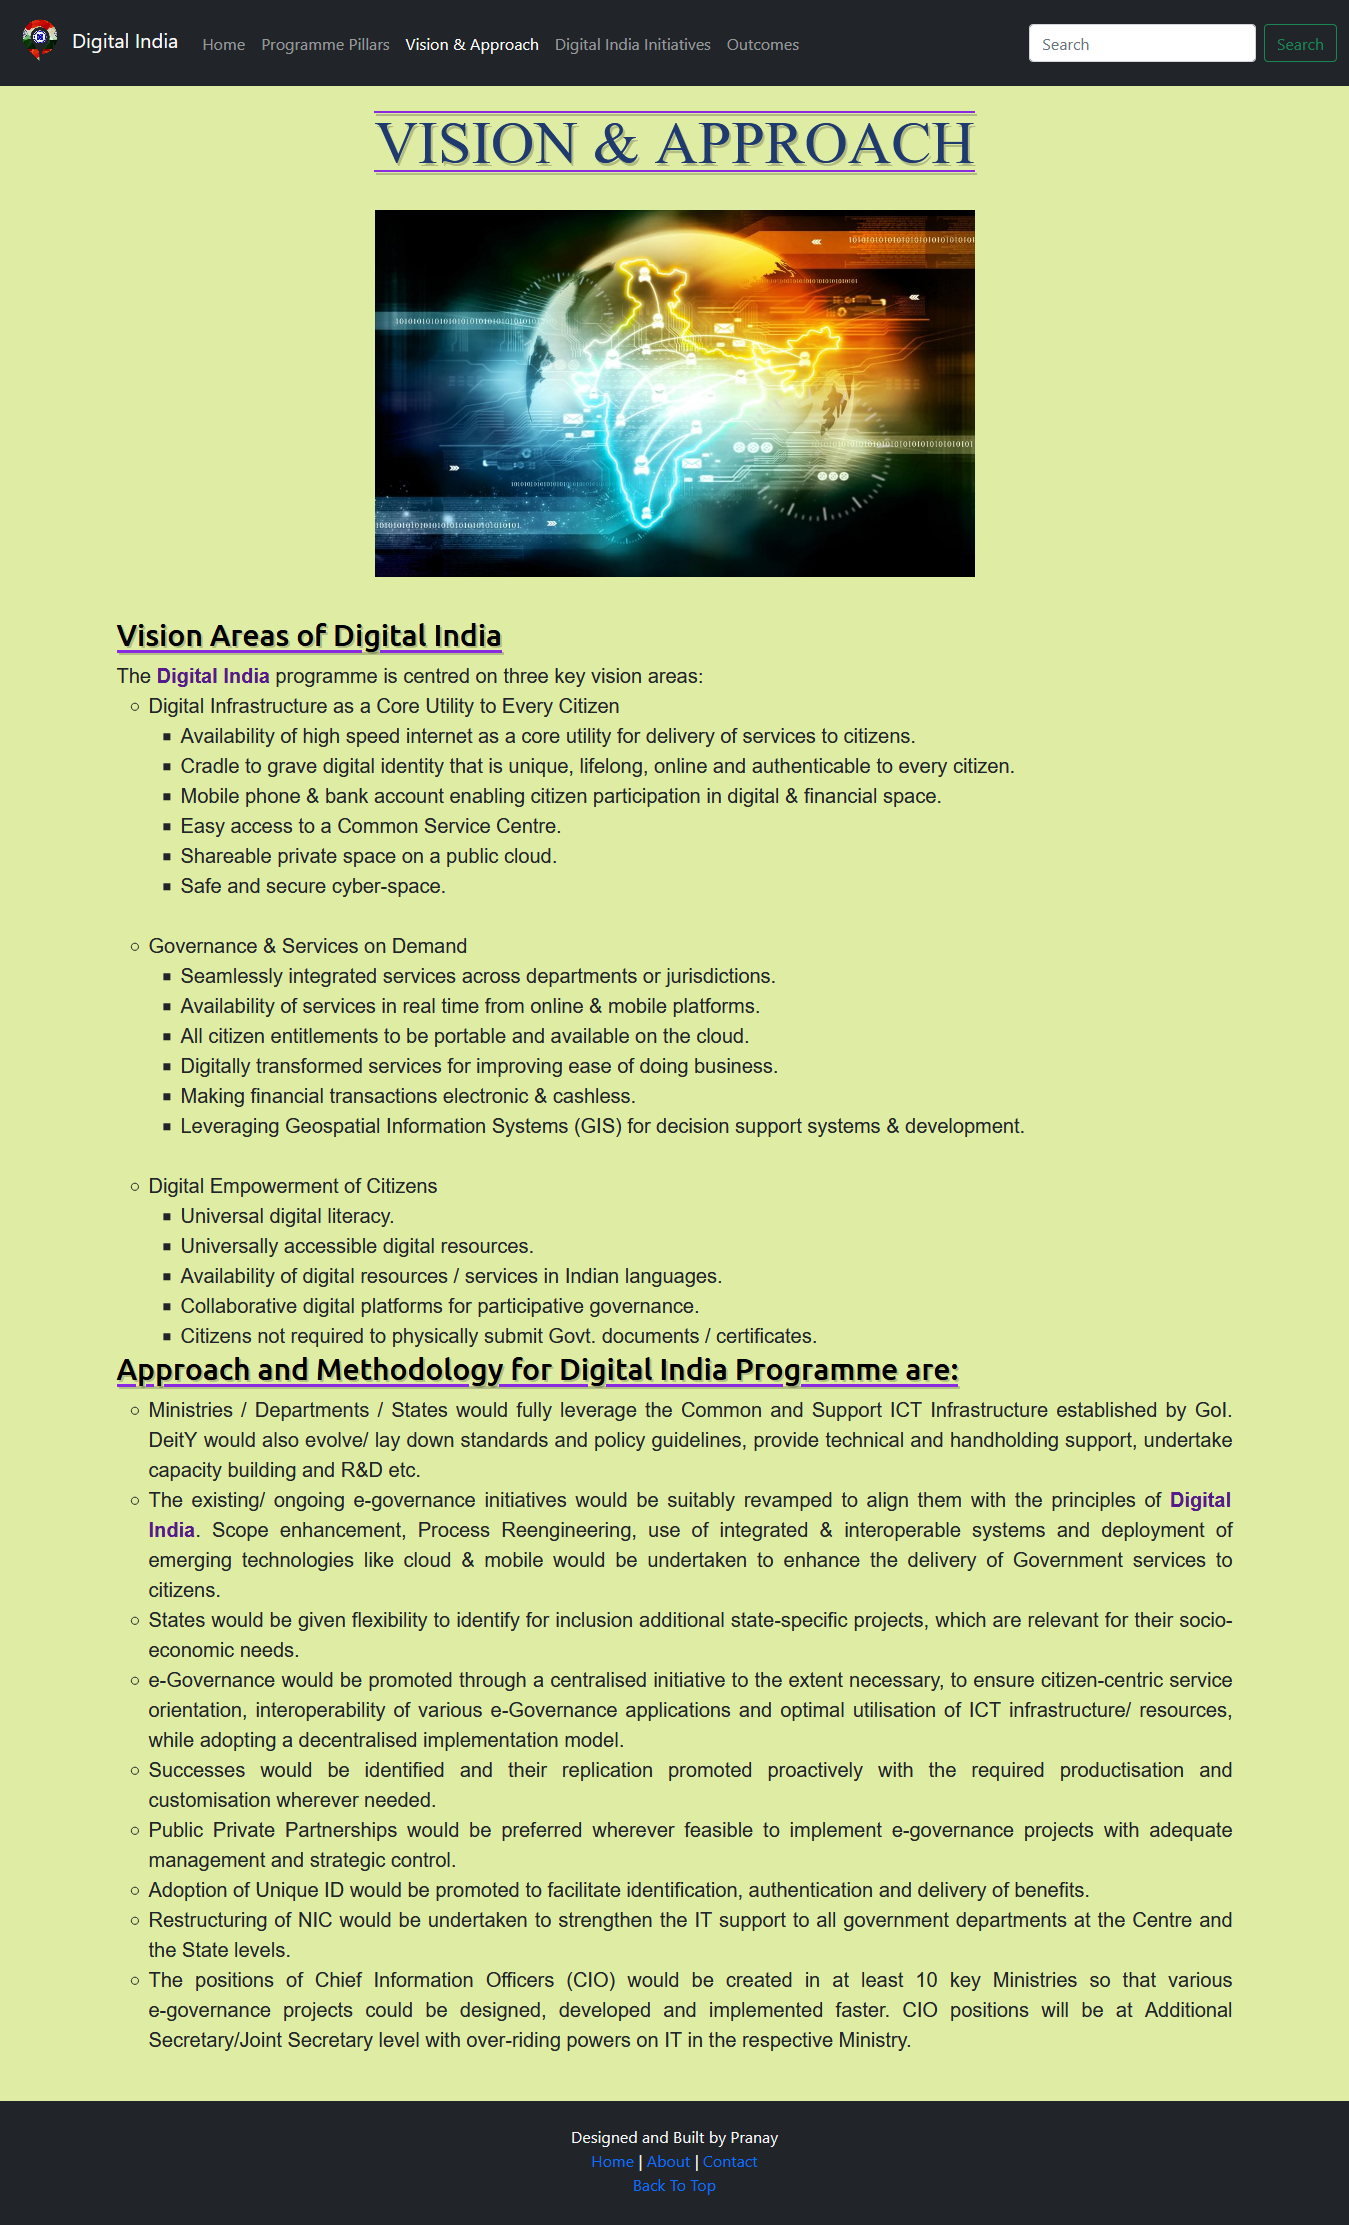 Digital India Home Programme Pillars Vision & Approach Digital India Initiatives Outcomes Search Search
VISION & APPROACH
Vision Areas of Digital India
The Digital India programme is centred on three key vision areas:
Digital Infrastructure as a Core Utility to Every Citizen
Availability of high speed internet as a core utility for delivery of services to citizens.
Cradle to grave digital identity that is unique, lifelong, online and authenticable to every citizen.
Mobile phone & bank account enabling citizen participation in digital & financial space.
Easy access to a Common Service Centre.
Shareable private space on a public cloud.
Safe and secure cyber-space.
Governance & Services on Demand
Seamlessly integrated services across departments or jurisdictions.
Availability of services in real time from online & mobile platforms.
All citizen entitlements to be portable and available on the cloud.
Digitally transformed services for improving ease of doing business.
Making financial transactions electronic & cashless.
Leveraging Geospatial Information Systems (GIS) for decision support systems & development.
Digital Empowerment of Citizens
Universal digital literacy.
Universally accessible digital resources.
Availability of digital resources / services in Indian languages.
Collaborative digital platforms for participative governance.
Citizens not required to physically submit Govt. documents / certificates.
Approach and Methodology for Digital India Programme are:
Ministries / Departments / States would fully leverage the Common and Support ICT Infrastructure established by GoI.
DeitY would also evolve/ lay down standards and policy guidelines, provide technical and handholding support, undertake
capacity building and R&D etc.
The existing/ ongoing e-governance initiatives would be suitably revamped to align them with the principles of Digital
India. Scope enhancement, Process Reengineering, use of integrated & interoperable systems and deployment of
emerging technologies like cloud & mobile would be undertaken to enhance the delivery of Government services to
citizens.
States would be given flexibility to identify for inclusion additional state-specific projects, which are relevant for their socio-
economic needs.
e-Governance would be promoted through a centralised initiative to the extent necessary, to ensure citizen-centric service
orientation, interoperability of various e-Governance applications and optimal utilisation of ICT infrastructure/ resources,
while adopting a decentralised implementation model.
Successes would be identified and their replication promoted proactively with the required productisation and
customisation wherever needed.
Public Private Partnerships would be preferred wherever feasible to implement e-governance projects with adequate
management and strategic control.
Adoption of Unique ID would be promoted to facilitate identification, authentication and delivery of benefits.
Restructuring of NIC would be undertaken to strengthen the IT support to all government departments at the Centre and
the State levels.
The positions of Chief Information Officers (CIO) would be created in at least 10 key Ministries so that various
e-governance projects could be designed, developed and implemented faster. CIO positions will be at Additional
Secretary/Joint Secretary level with over-riding powers on IT in the respective Ministry.
Designed and Built by Pranay
Home | About | Contact
Back To Top